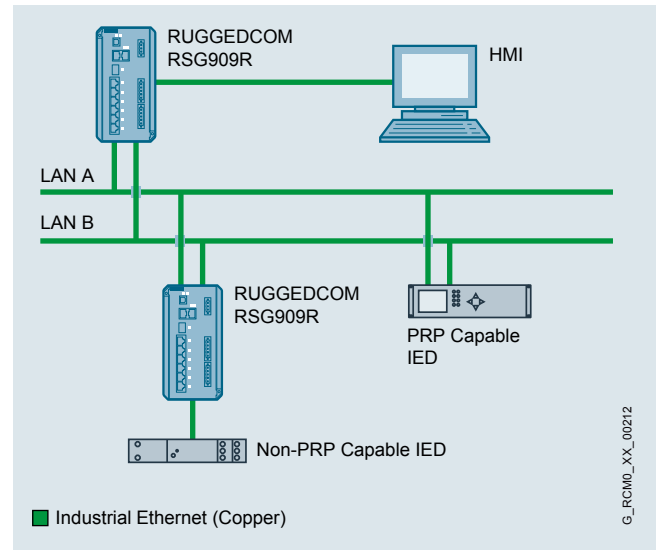 RUGGEDCOM
RSG909R
HMI
LAN A
LAN B
RUGGEDCOM
RSG909R
PRP Capable
IED
Non-PRP Capable IED
Industrial Ethernet (Copper)
G_RCM0_XX_00212